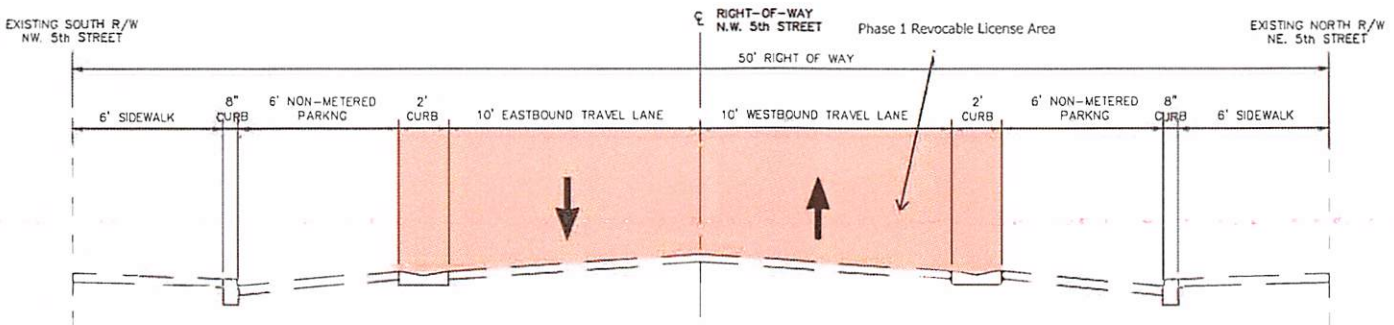 EXISTING SOUTH R/W
NW. 5th STREET
℄ RIGHT-OF-WAY
N.W. 5th STREET
Phase 1 Revocable License Area
EXISTING NORTH R/W
NE. 5th STREET
50' RIGHT OF WAY
6' SIDEWALK
8"
CURB
6' NON-METERED
PARKNG
2'
CURB
10' EASTBOUND TRAVEL LANE
10' WESTBOUND TRAVEL LANE
2'
CURB
6' NON-METERED
PARKNG
8"
CURB
6' SIDEWALK